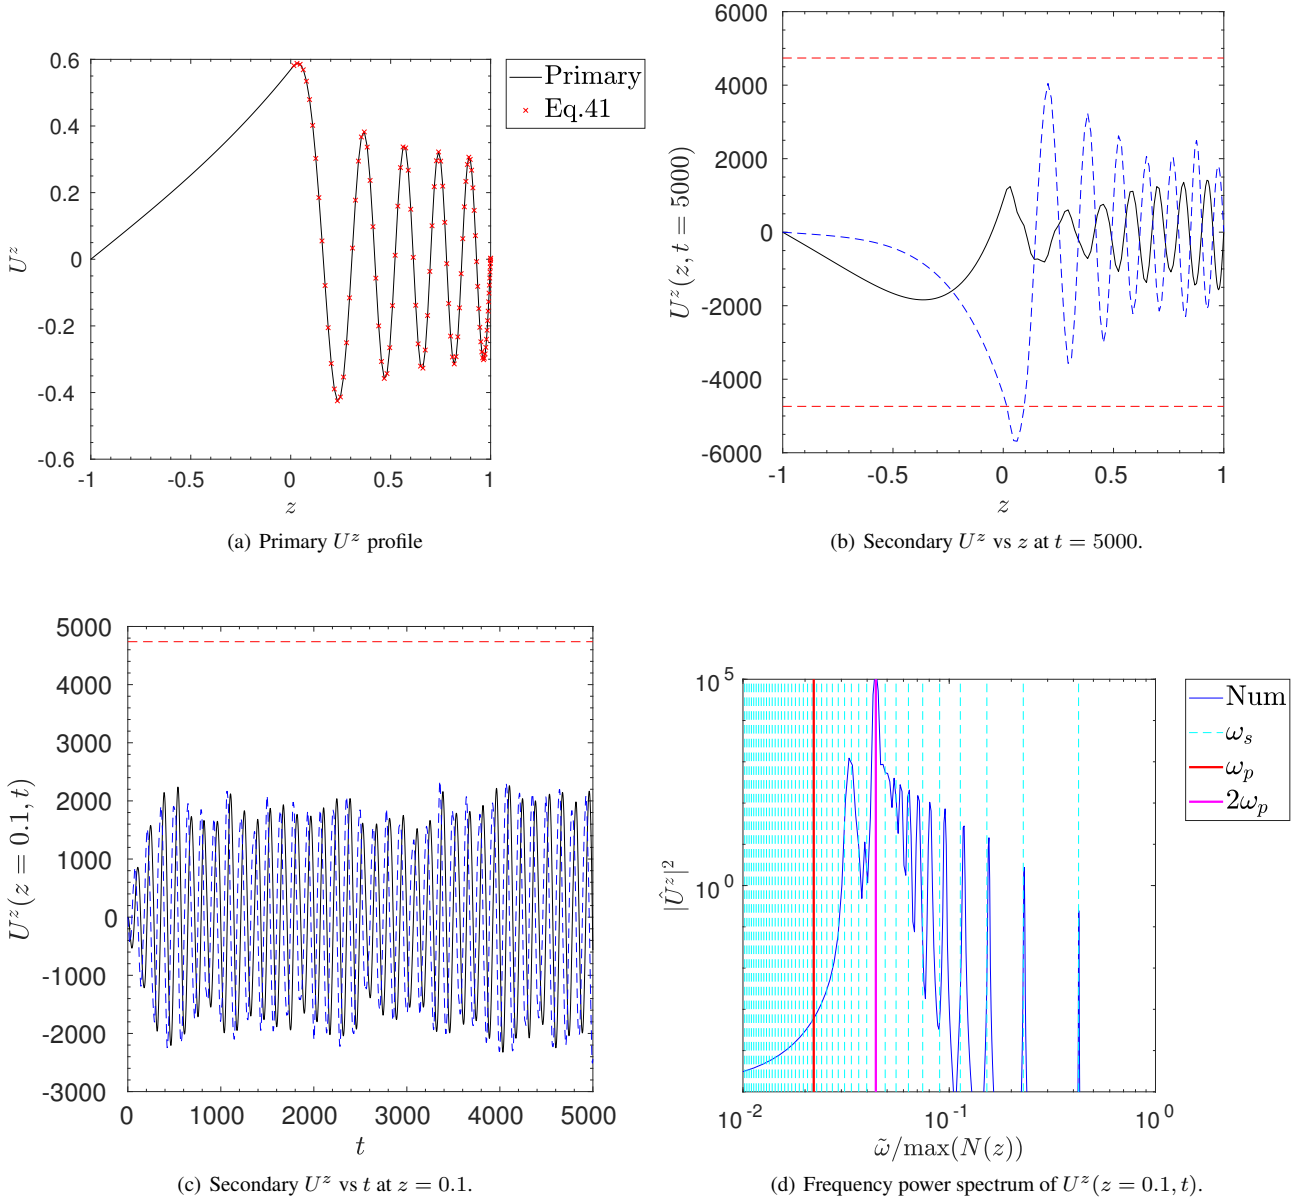 0.6
0.4
0.2
0
-0.2
-0.4
-0.6
-1
-0.5
0
0.5
1
U^z
z
Primary
Eq.41
(a) Primary U^z profile
6000
4000
2000
0
-2000
-4000
-6000
-1
-0.5
0
0.5
1
U^z(z, t = 5000)
z
(b) Secondary U^z vs z at t = 5000.
5000
4000
3000
2000
1000
0
-1000
-2000
-3000
0
1000
2000
3000
4000
5000
U^z(z = 0.1, t)
t
(c) Secondary U^z vs t at z = 0.1.
10^5
10^0
10^-2
10^-1
10^0
|Û^z|^2
ω̃/max(N(z))
Num
ω_s
ω_p
2ω_p
(d) Frequency power spectrum of U^z(z = 0.1, t).